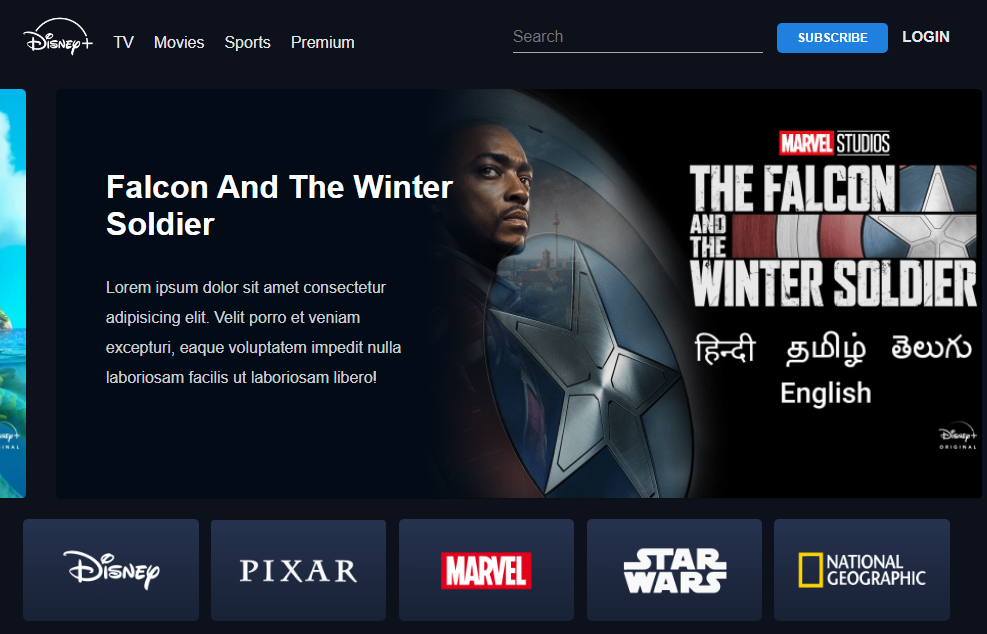 Disney+
TV Movies Sports Premium
Search
SUBSCRIBE
LOGIN
Falcon And The Winter
Soldier
Lorem ipsum dolor sit amet consectetur
adipisicing elit. Velit porro et veniam
excepturi, eaque voluptatem impedit nulla
laboriosam facilis ut laboriosam libero!
MARVEL STUDIOS
THE FALCON
AND
THE
WINTER SOLDIER
हिन्दी தமிழ் తెలుగు
English
Disney+
ORIGINAL
DISNEY
PIXAR
MARVEL
STAR
WARS
NATIONAL
GEOGRAPHIC